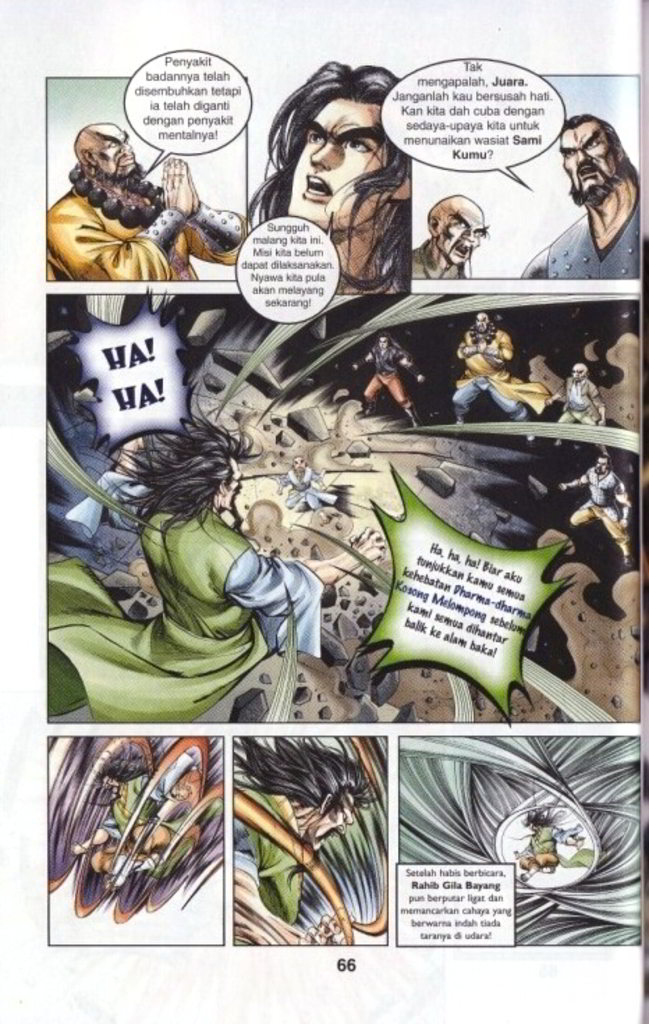 Penyakit
badannya telah
disembuhkan tetapi
ia telah diganti
dengan penyakit
mentalnya!
Sungguh
malang kita ini.
Misi kita belum
dapat dilaksanakan.
Nyawa kita pula
akan melayang
sekarang!
Tak
mengapalah, Juara.
Janganlah kau bersusah hati.
Kan kita dah cuba dengan
sedaya-upaya kita untuk
menunaikan wasiat Sami
Kumu?
HA!
HA!
Ha, ha, ha! Biar aku
tunjukkan kamu semua
kehebatan Dharma-dharma
Kosong Melompong sebelum
kami semua dihantar
balik ke alam baka!
Setelah habis berbicara,
Rahib Gila Bayang
pun berputar ligat dan
memancarkan cahaya yang
berwarna indah tiada
taranya di udara!
66